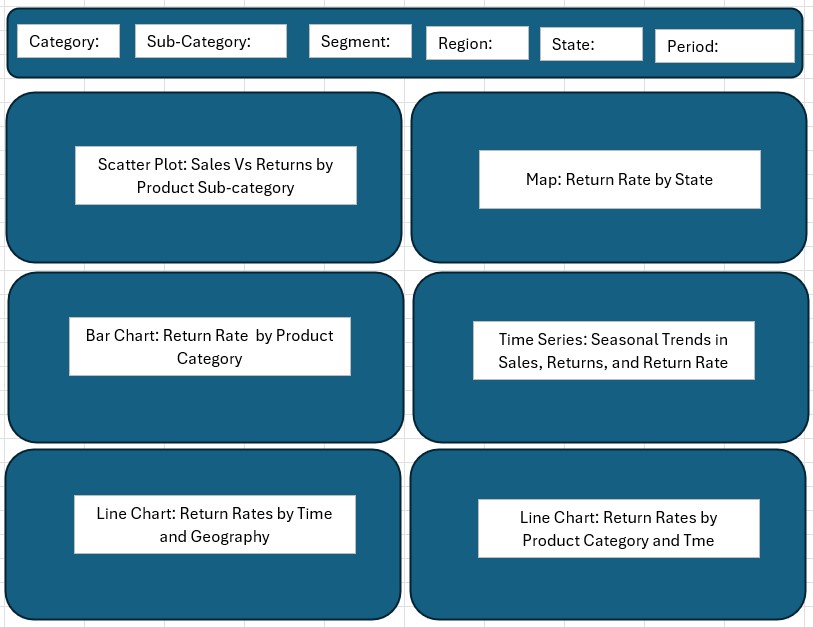 Category:
Sub-Category:
Segment:
Region:
State:
Period:
Scatter Plot: Sales Vs Returns by
Product Sub-category
Map: Return Rate by State
Bar Chart: Return Rate  by Product
Category
Time Series: Seasonal Trends in
Sales, Returns, and Return Rate
Line Chart: Return Rates by Time
and Geography
Line Chart: Return Rates by
Product Category and Tme